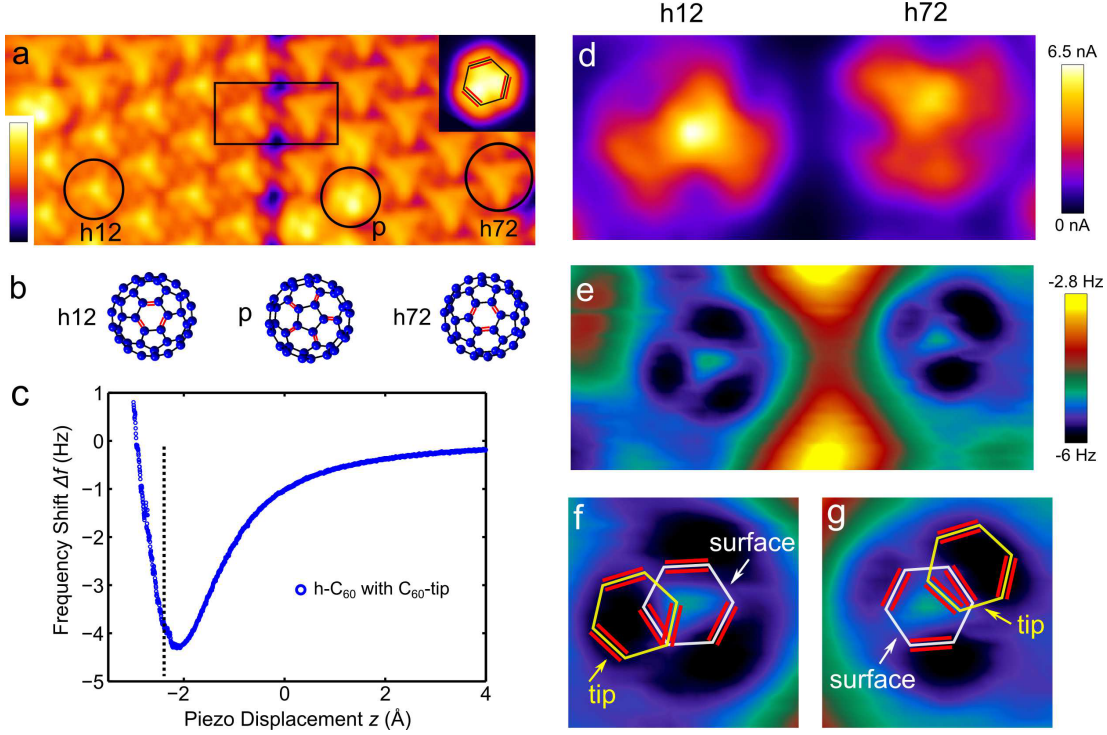 h12 h72
a
h12
p
h72
d
6.5 nA
0 nA
b
h12
p
h72
e
-2.8 Hz
-6 Hz
c
Frequency Shift Δf (Hz)
1
0
−1
−2
−3
−4
−5
h-C60 with C60-tip
−2 0 2 4
Piezo Displacement z (Å)
f
surface
tip
g
tip
surface